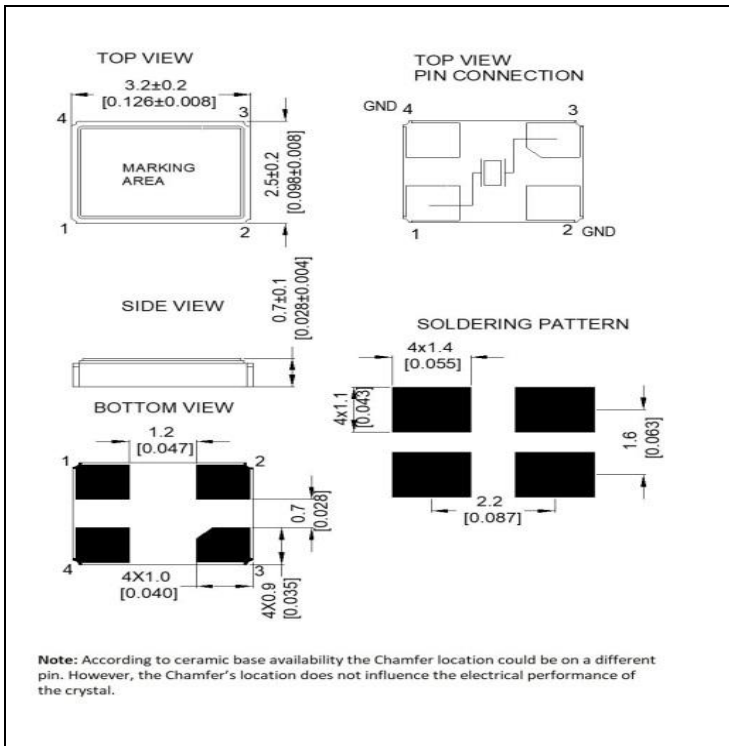 TOP VIEW
3.2±0.2
[0.126±0.008]
4
3
MARKING
AREA
2.5±0.2
[0.098±0.008]
1
2
TOP VIEW
PIN CONNECTION
GND 4
3
1
2 GND
SIDE VIEW
0.7±0.1
[0.028±0.004]
SOLDERING PATTERN
4x1.4
[0.055]
4x1.1
[0.043]
1.6
[0.063]
2.2
[0.087]
BOTTOM VIEW
1.2
[0.047]
1
2
0.7
[0.028]
4
3
4X1.0
[0.040]
4X0.9
[0.035]
Note: According to ceramic base availability the Chamfer location could be on a different
pin. However, the Chamfer's location does not influence the electrical performance of
the crystal.